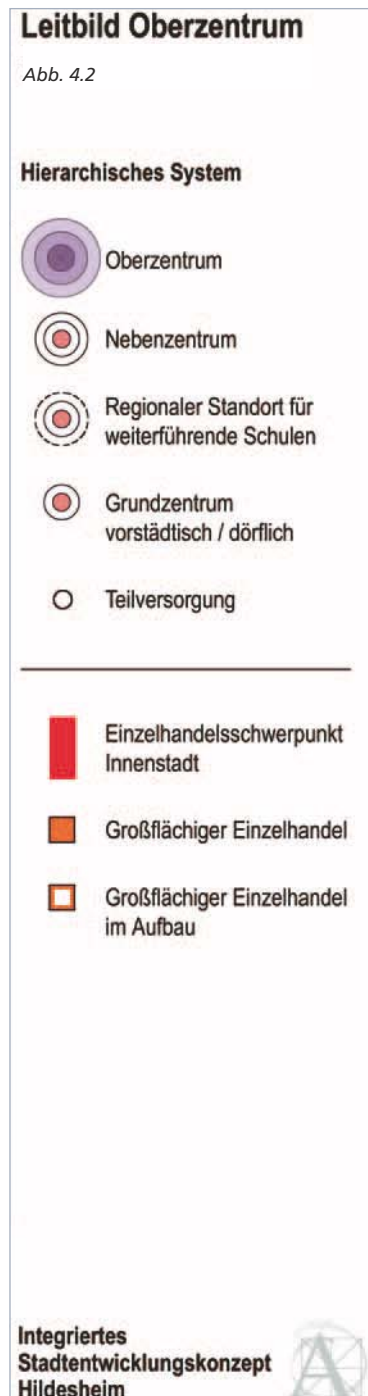 Leitbild Oberzentrum
Abb. 4.2
Hierarchisches System
Oberzentrum
Nebenzentrum
Regionaler Standort für
weiterführende Schulen
Grundzentrum
vorstädtisch / dörflich
Teilversorgung
Einzelhandelsschwerpunkt
Innenstadt
Großflächiger Einzelhandel
Großflächiger Einzelhandel
im Aufbau
Integriertes
Stadtentwicklungskonzept
Hildesheim